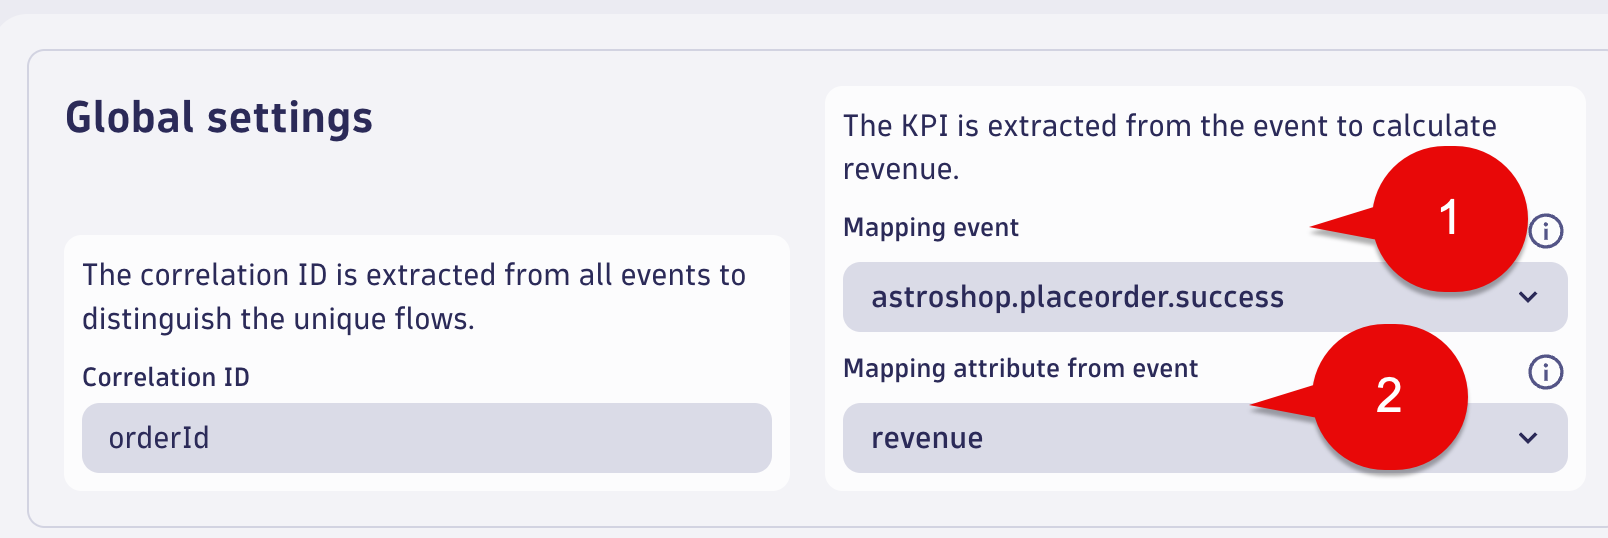 Global settings
The correlation ID is extracted from all events to
distinguish the unique flows.
Correlation ID
orderId
The KPI is extracted from the event to calculate
revenue.
Mapping event
1
astroshop.placeorder.success
Mapping attribute from event
2
revenue